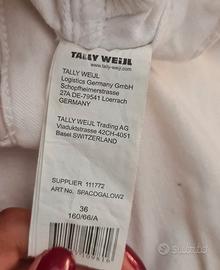 TALLY WEiJL
www.tally-weijl.com
TALLY WEIJL
Logistics Germany GmbH
Schopfheimerstrasse
27A DE-79541 Loerrach
GERMANY
TALLY WEIJL Trading AG
Viaduktstrasse 42CH-4051
Basel SWITZERLAND
SUPPLIER 111772
ART No. SPACOGALOW2
36
160/66/A
subito